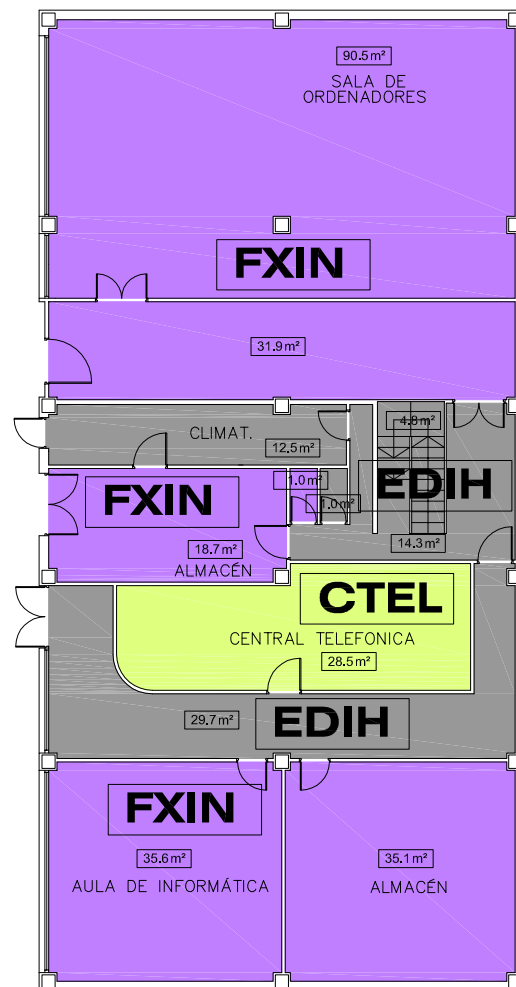 90.5 m²
SALA DE
ORDENADORES
FXIN
31.9 m²
4.8 m²
CLIMAT.
12.5 m²
EDIH
1.0 m²
FXIN
1.0 m²
18.7 m²
14.3 m²
ALMACÉN
CTEL
CENTRAL TELEFONICA
28.5 m²
29.7 m²
EDIH
FXIN
35.6 m²
35.1 m²
AULA DE INFORMÁTICA
ALMACÉN